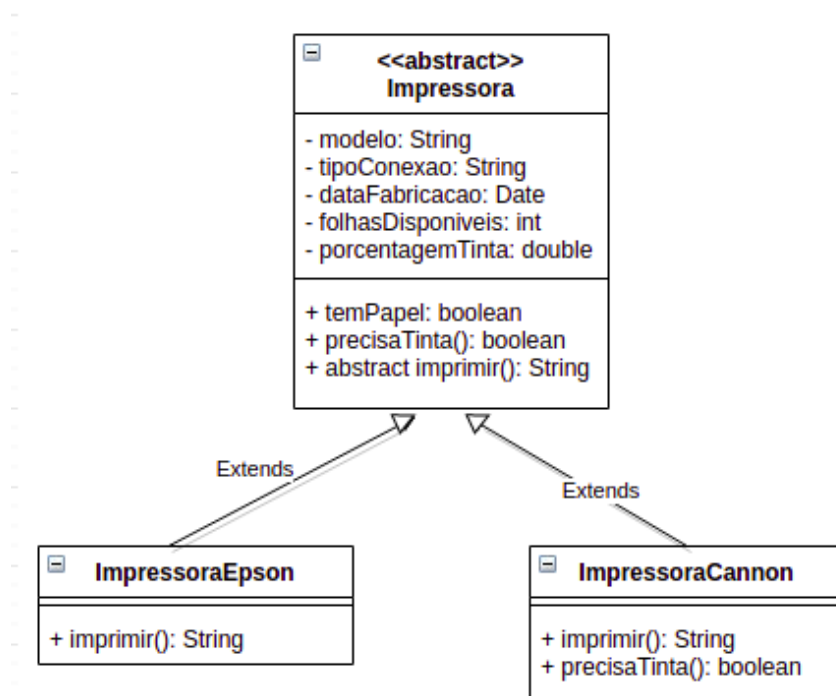 <<abstract>>
Impressora
- modelo: String
- tipoConexao: String
- dataFabricacao: Date
- folhasDisponiveis: int
- porcentagemTinta: double
+ temPapel: boolean
+ precisaTinta(): boolean
+ abstract imprimir(): String
Extends
Extends
ImpressoraEpson
+ imprimir(): String
ImpressoraCannon
+ imprimir(): String
+ precisaTinta(): boolean